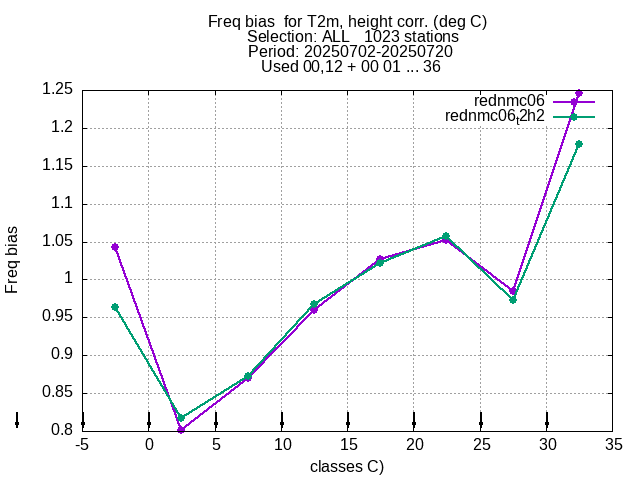 Freq bias  for T2m, height corr. (deg C)
Selection: ALL   1023 stations
Period: 20250702-20250720
Used 00,12 + 00 01 ... 36
rednmc06
rednmc06_t2h2
Freq bias
1.25
1.2
1.15
1.1
1.05
1
0.95
0.9
0.85
0.8
-5 0 5 10 15 20 25 30 35
classes C)